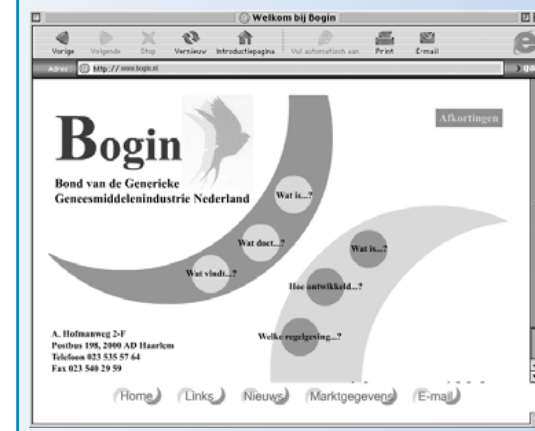 Welkom bij Bogin
Vorige Volgende Stop Vernieuw Introductiepagina Vul automatisch aan Print E-mail
Adres http://www.bogin.nl ga
Afkortingen
Bogin
Bond van de Generieke
Geneesmiddelenindustrie Nederland
Wat is...?
Wat doet...?
Wat vindt...?
Wat is...?
Hoe ontwikkeld...?
Welke regelgeving...?
A. Hofmanweg 2-F
Postbus 198, 2000 AD Haarlem
Telefoon 023 535 57 64
Fax 023 540 29 59
Home Links Nieuws Marktgegevens E-mail